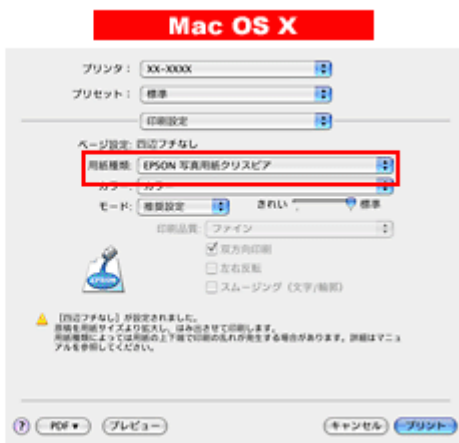 Mac OS X
プリンタ： XX-XXXX
プリセット： 標準
印刷設定
ページ設定: 四辺フチなし
用紙種類: EPSON 写真用紙クリスピア
カラー: カラー
モード: 推奨設定 きれい 標準
印刷品質: ファイン
双方向印刷
左右反転
スムージング（文字/輪郭）
EPSON
[四辺フチなし] が設定されました。
原稿を用紙サイズより拡大し、はみ出させて印刷します。
用紙種類によっては用紙の上下端で印刷の乱れが発生する場合があります。詳細はマニュ
アルを参照してください。
? PDF▼ プレビュー キャンセル プリント